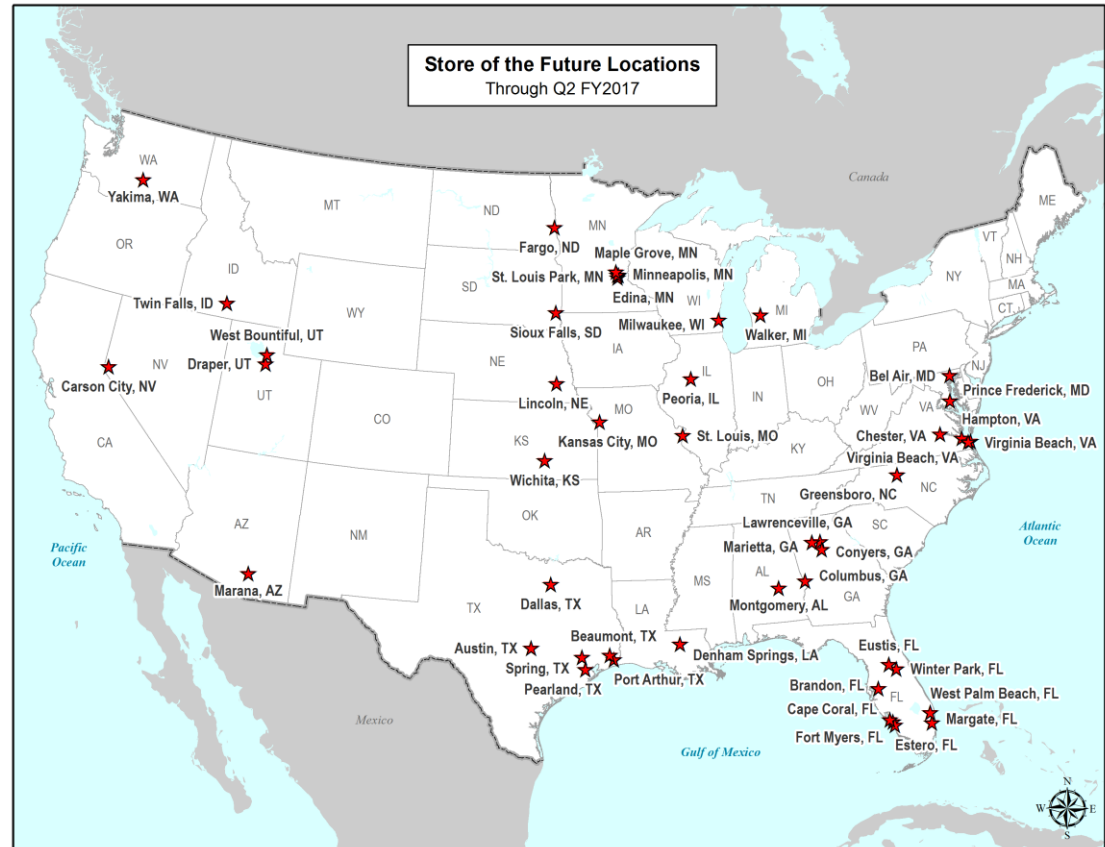 Store of the Future Locations
Through Q2 FY2017
Canada
WA
Yakima, WA
MT
ND
MN
ME
Fargo, ND
Maple Grove, MN
VT
NH
OR
ID
St. Louis Park, MN
Minneapolis, MN
NY
MA
SD
Edina, MN
WI
CT
Twin Falls, ID
WY
Sioux Falls, SD
Milwaukee, WI
MI
Walker, MI
West Bountiful, UT
IA
PA
NJ
Draper, UT
NE
Bel Air, MD
Carson City, NV
NV
Lincoln, NE
Peoria, IL
IL
IN
OH
Prince Frederick, MD
UT
CO
MO
WV
VA
Hampton, VA
CA
KS
Kansas City, MO
St. Louis, MO
KY
Chester, VA
Virginia Beach, VA
Wichita, KS
Virginia Beach, VA
Greensboro, NC
NC
TN
AZ
NM
OK
AR
Lawrenceville, GA
SC
Atlantic
Ocean
Pacific
Ocean
Marietta, GA
Conyers, GA
Marana, AZ
Dallas, TX
MS
AL
Columbus, GA
TX
LA
Montgomery, AL
GA
Austin, TX
Beaumont, TX
Denham Springs, LA
Eustis, FL
Spring, TX
Port Arthur, TX
Winter Park, FL
Pearland, TX
Brandon, FL
FL
West Palm Beach, FL
Mexico
Cape Coral, FL
Margate, FL
Fort Myers, FL
Estero, FL
Gulf of Mexico
N
W
E
S